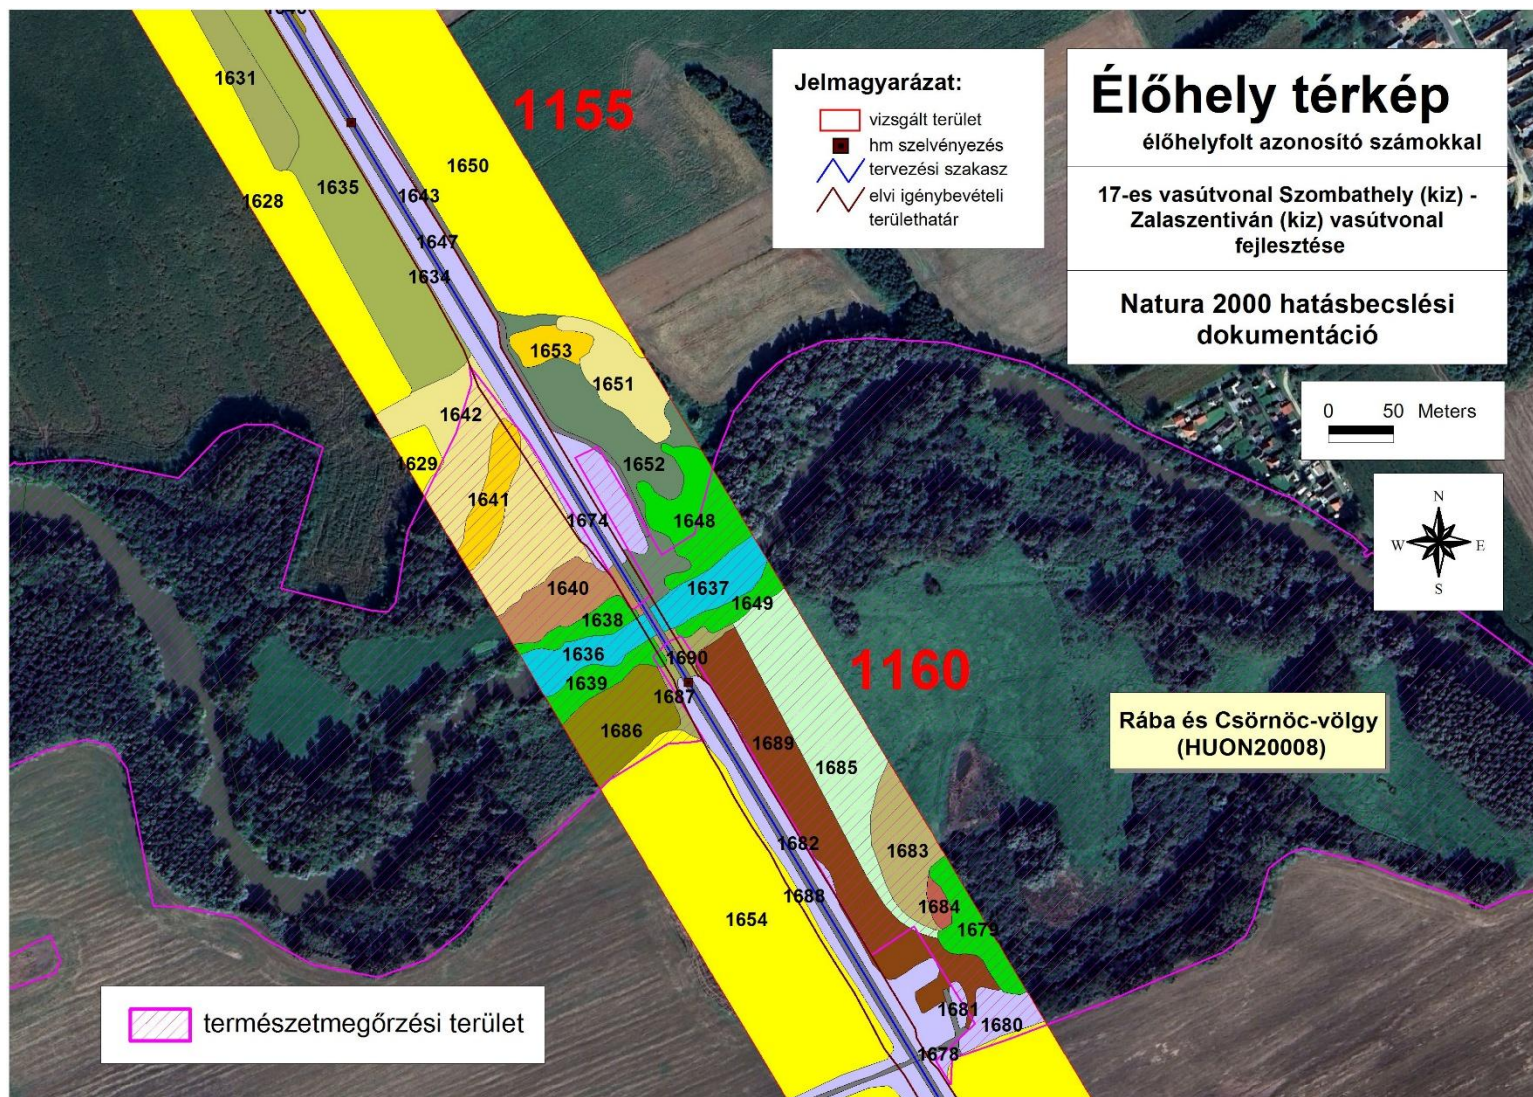 1631
1155
1650
1635
1628
1643
1647
1634
Jelmagyarázat:
vizsgált terület
hm szelvényezés
tervezési szakasz
elvi igénybevételi
területhatár
Élőhely térkép
élőhelyfolt azonosító számokkal
17-es vasútvonal Szombathely (kiz) -
Zalaszentiván (kiz) vasútvonal
fejlesztése
Natura 2000 hatásbecslési
dokumentáció
0 50 Meters
N
W E
S
1653
1651
1642
1629
1652
1641
1674
1648
1640
1637
1649
1638
1636
1690
1639
1687
1160
1686
1689
1685
Rába és Csörnöc-völgy
(HUON20008)
1682
1683
1688
1684
1654
1679
1681
1680
1678
természetmegőrzési terület